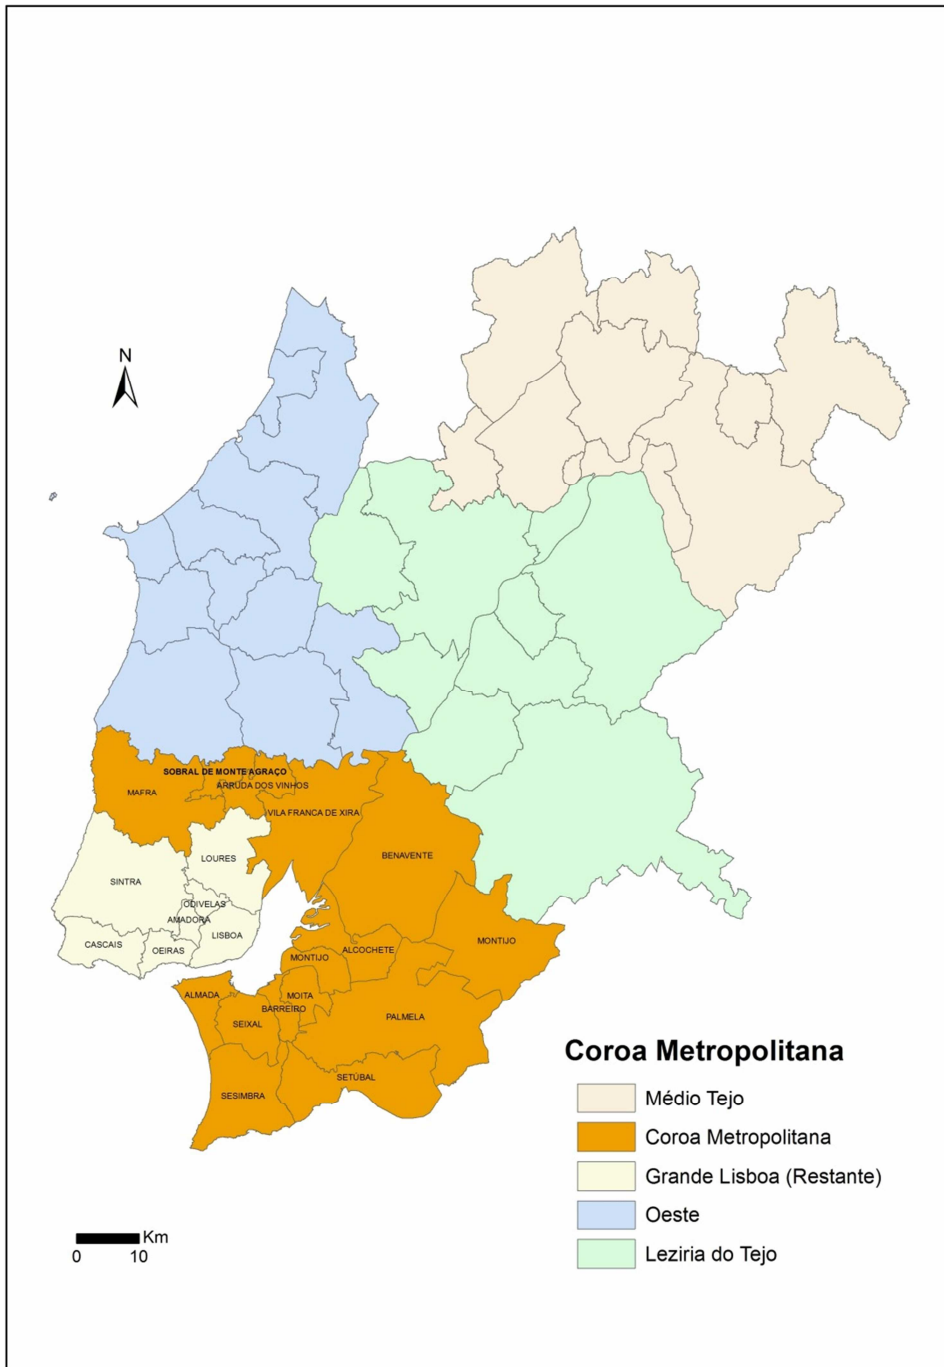 N
SOBRAL DE MONTE AGRAÇO
ARRUDA DOS VINHOS
MAFRA
VILA FRANCA DE XIRA
LOURES
BENAVENTE
SINTRA
ODIVELAS
AMADORA
LISBOA
CASCAIS
OEIRAS
MONTIJO
ALCOCHETE
MONTIJO
ALMADA
MOITA
BARREIRO
SEIXAL
PALMELA
SETÚBAL
SESIMBRA
Coroa Metropolitana
Médio Tejo
Coroa Metropolitana
Grande Lisboa (Restante)
Oeste
Leziria do Tejo
Km
0 10